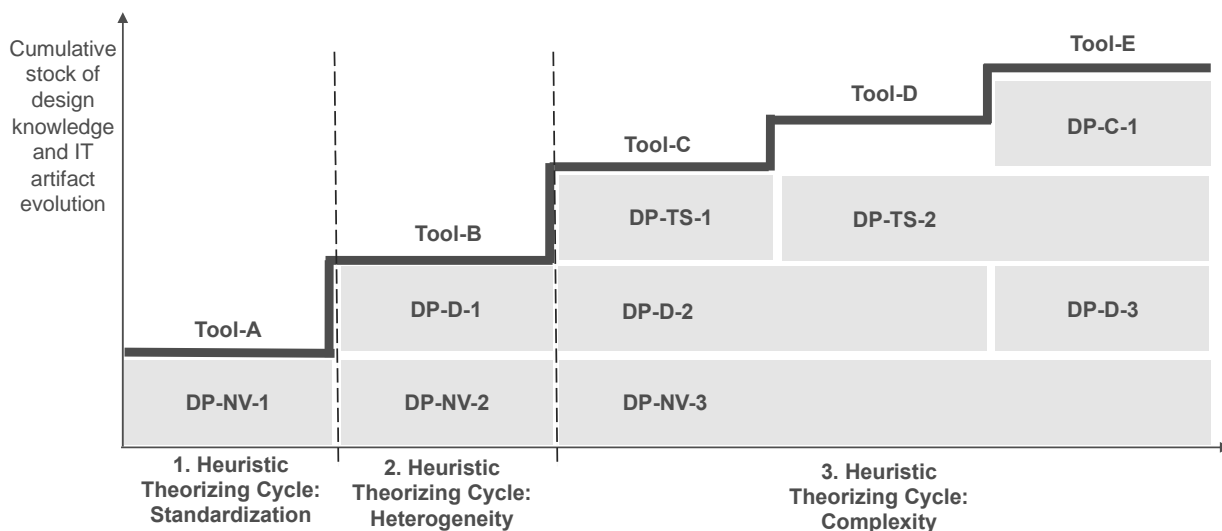 Cumulative
stock of
design
knowledge
and IT
artifact
evolution
Tool-A
Tool-B
Tool-C
Tool-D
Tool-E
DP-C-1
DP-TS-1
DP-TS-2
DP-D-1
DP-D-2
DP-D-3
DP-NV-1
DP-NV-2
DP-NV-3
1. Heuristic
Theorizing Cycle:
Standardization
2. Heuristic
Theorizing Cycle:
Heterogeneity
3. Heuristic
Theorizing Cycle:
Complexity